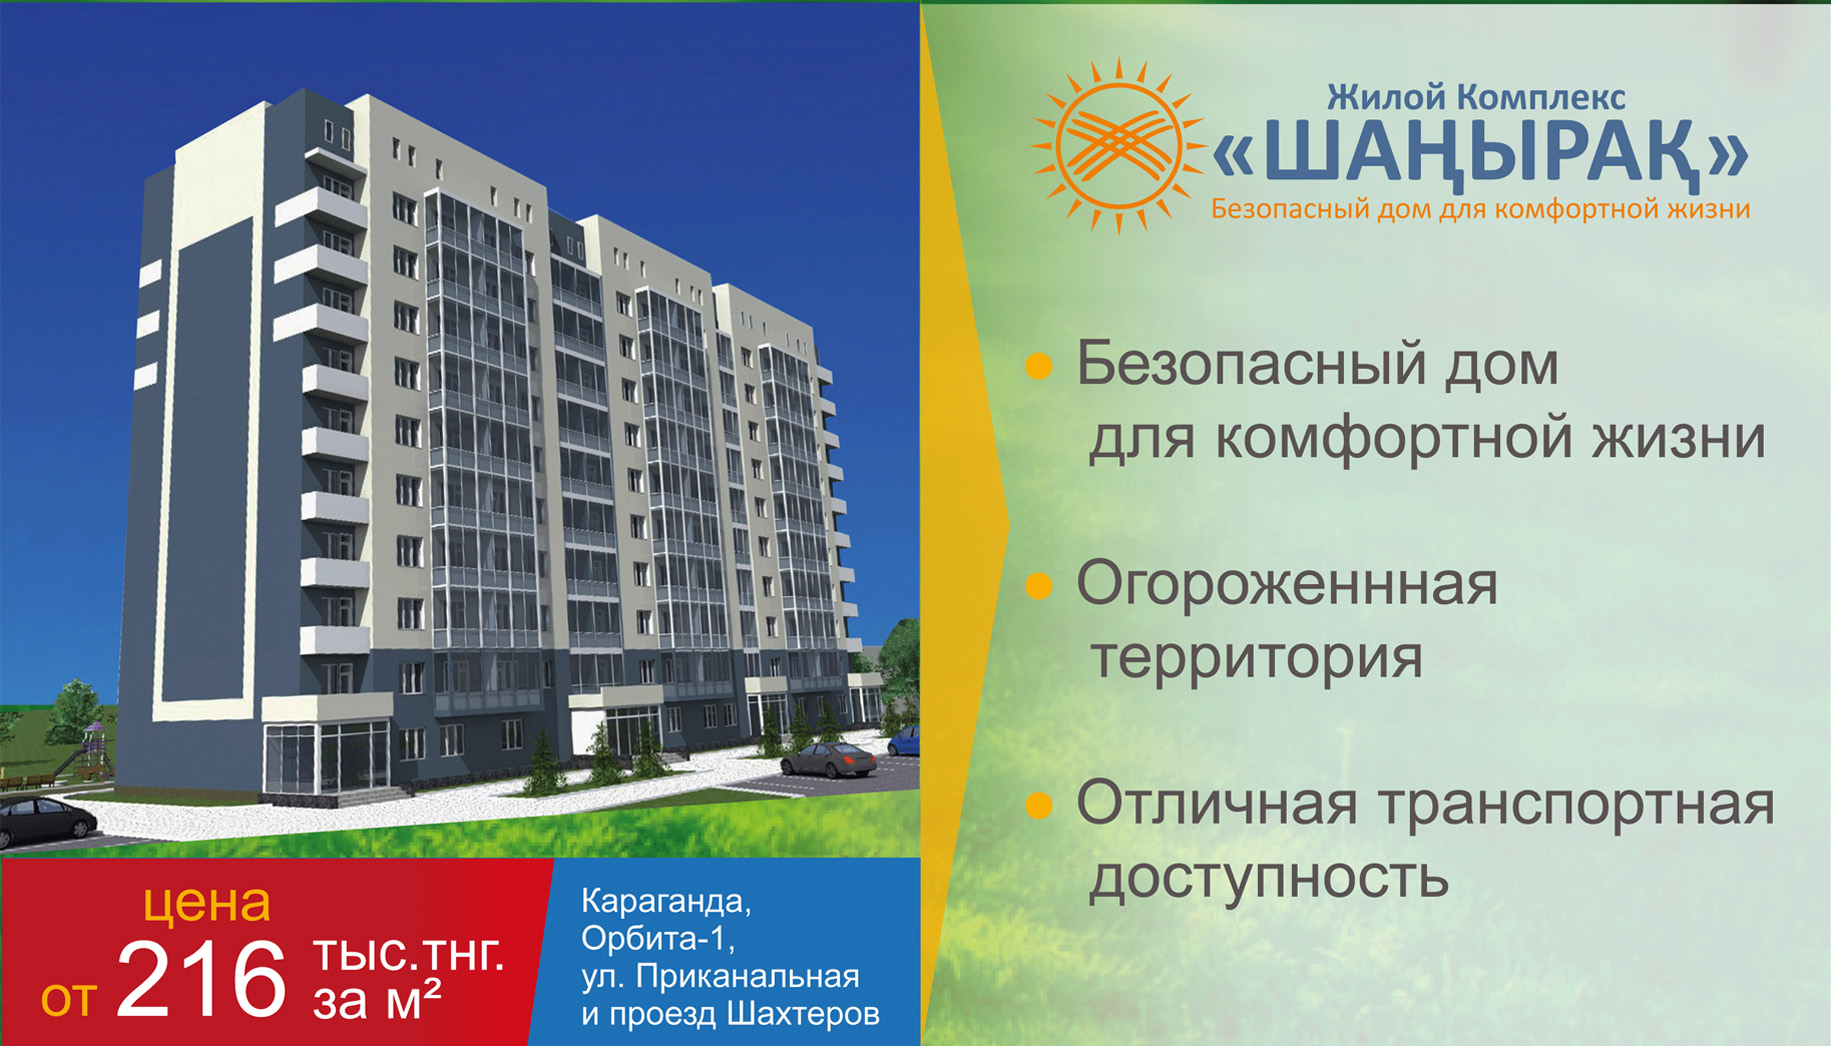 Жилой Комплекс
«ШАҢЫРАҚ»
Безопасный дом для комфортной жизни
● Безопасный дом
для комфортной жизни
● Огороженнная
территория
● Отличная транспортная
доступность
цена
от 216 тыс.тнг.
за м²
Караганда,
Орбита-1,
ул. Приканальная
и проезд Шахтеров